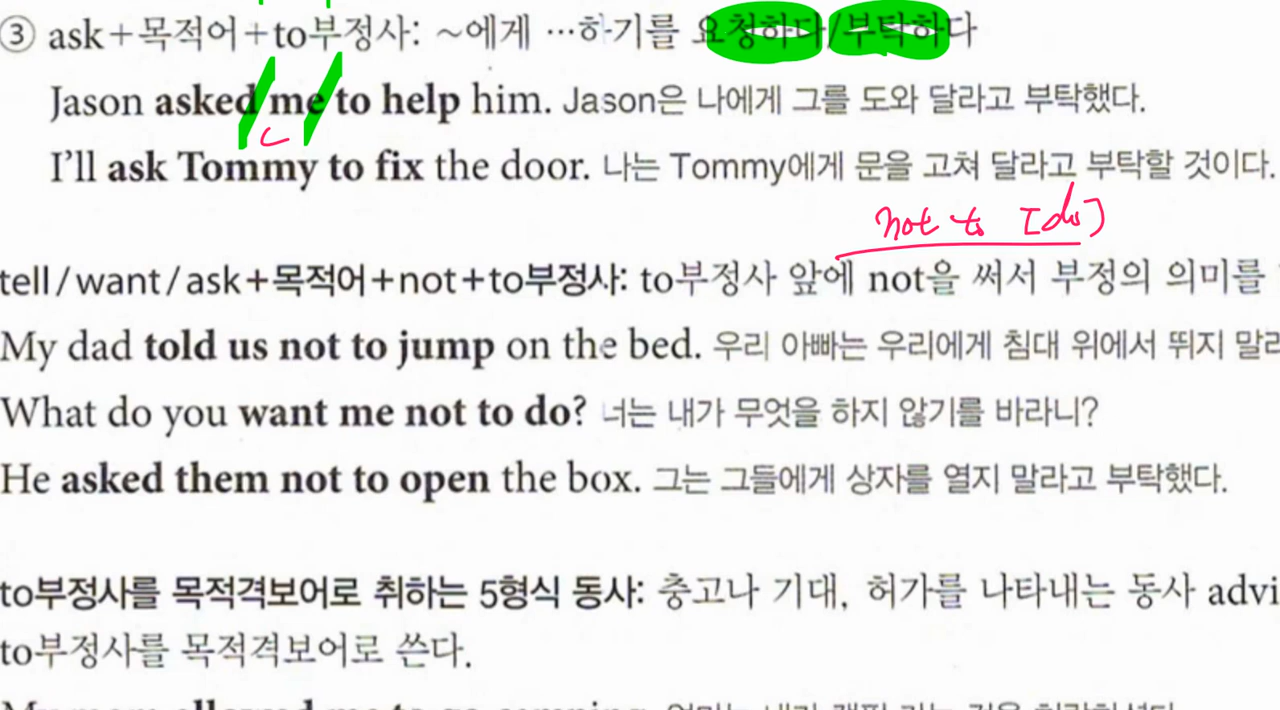 ③ ask+목적어+to부정사: ~에게 …하기를 요청하다/부탁하다
Jason asked me to help him. Jason은 나에게 그를 도와 달라고 부탁했다.
I'll ask Tommy to fix the door. 나는 Tommy에게 문을 고쳐 달라고 부탁할 것이다.
not to [do]
tell/want/ask+목적어+not+to부정사: to부정사 앞에 not을 써서 부정의 의미를
My dad told us not to jump on the bed. 우리 아빠는 우리에게 침대 위에서 뛰지 말라
What do you want me not to do? 너는 내가 무엇을 하지 않기를 바라니?
He asked them not to open the box. 그는 그들에게 상자를 열지 말라고 부탁했다.
to부정사를 목적격보어로 취하는 5형식 동사: 충고나 기대, 허가를 나타내는 동사 advi
to부정사를 목적격보어로 쓴다.